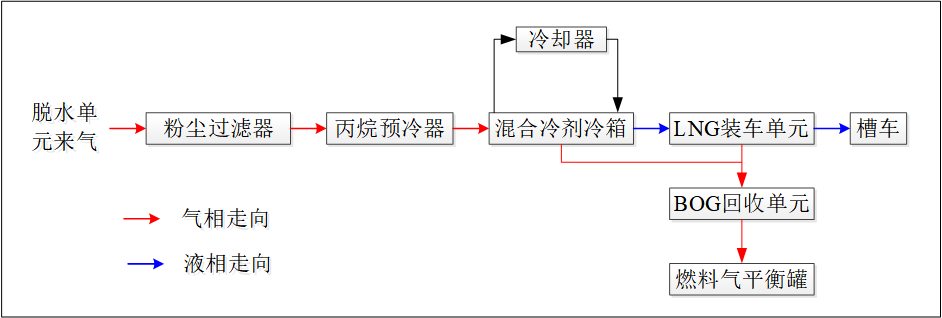 冷却器
脱水单
元来气
粉尘过滤器
丙烷预冷器
混合冷剂冷箱
LNG装车单元
槽车
BOG回收单元
气相走向
液相走向
燃料气平衡罐